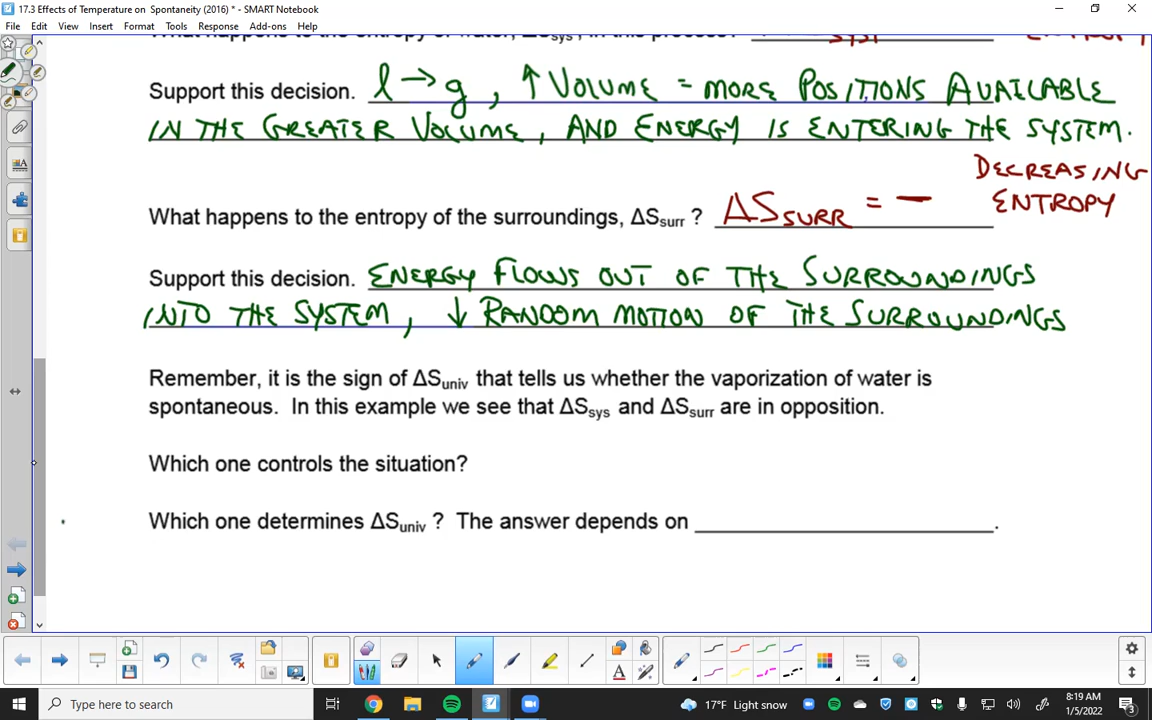 17.3 Effects of Temperature on Spontaneity (2016) * - SMART Notebook
File Edit View Insert Format Tools Response Add-ons Help
Support this decision. l → g, ↑ VOLUME = MORE POSITIONS AVAILABLE
IN THE GREATER VOLUME, AND ENERGY IS ENTERING THE SYSTEM.
DECREASING
What happens to the entropy of the surroundings, ΔSsurr ? ΔSSURR = − ENTROPY
Support this decision. ENERGY FLOWS OUT OF THE SURROUNDINGS
INTO THE SYSTEM, ↓ RANDOM MOTION OF THE SURROUNDINGS
Remember, it is the sign of ΔSuniv that tells us whether the vaporization of water is
spontaneous. In this example we see that ΔSsys and ΔSsurr are in opposition.
Which one controls the situation?
Which one determines ΔSuniv ? The answer depends on ____________________.
Type here to search
17°F Light snow
8:19 AM
1/5/2022
3